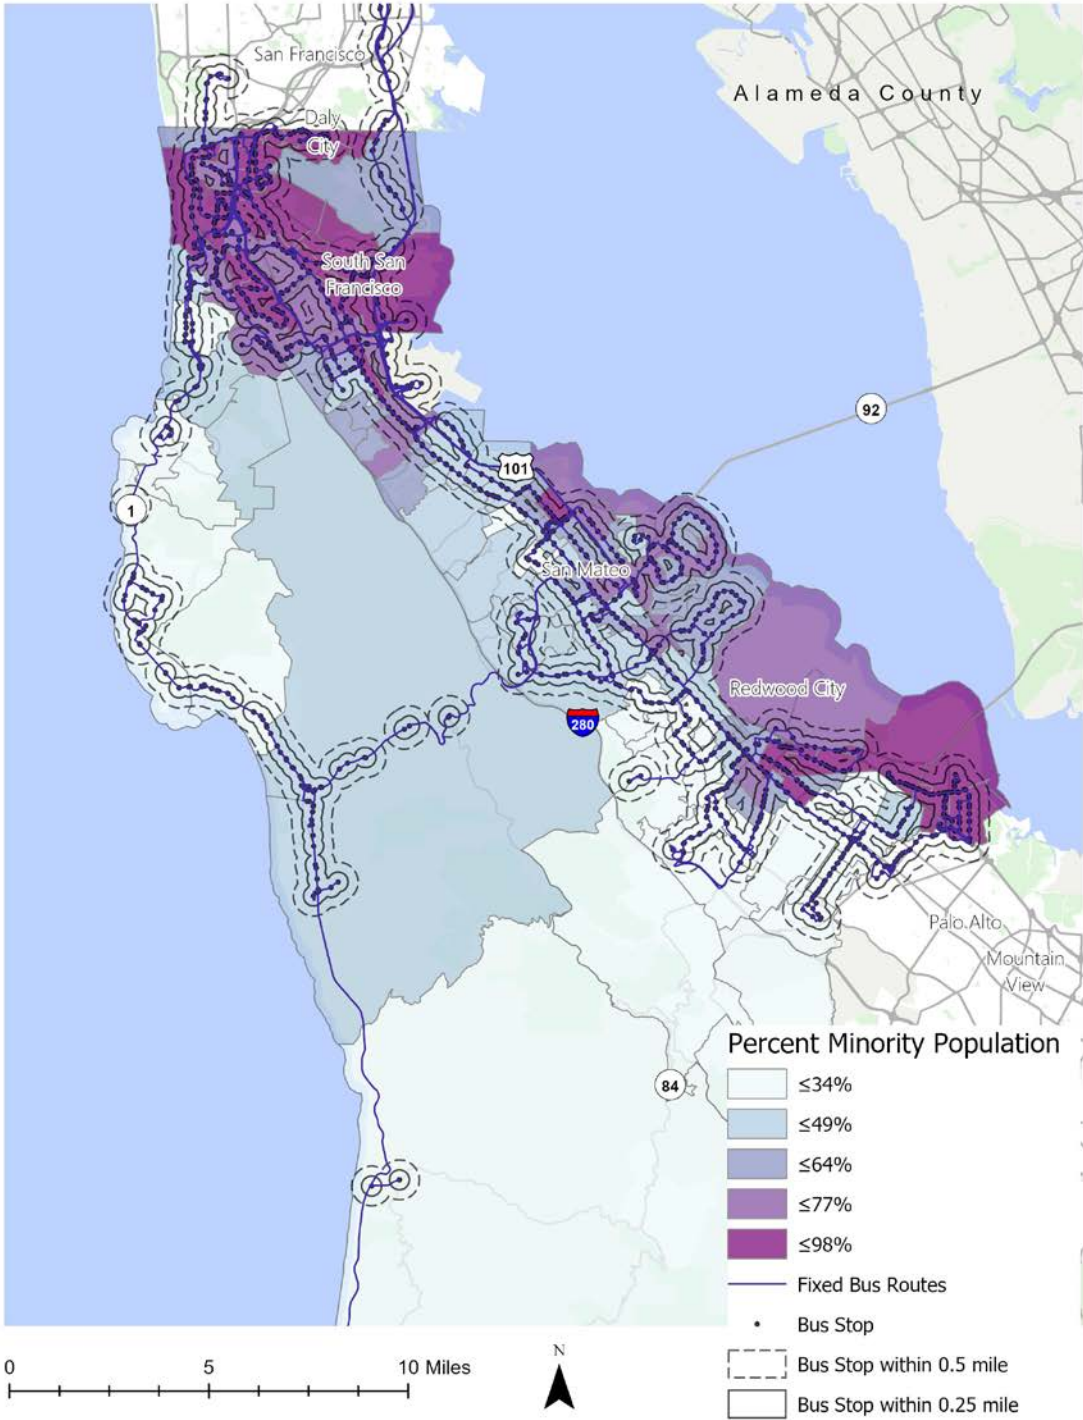 San Francisco
Alameda County
Daly
City
South San
Francisco
92
101
1
San Mateo
Redwood City
280
Palo Alto
Mountain
View
Percent Minority Population
≤34%
84
≤49%
≤64%
≤77%
≤98%
Fixed Bus Routes
Bus Stop
0 5 10 Miles
N
Bus Stop within 0.5 mile
Bus Stop within 0.25 mile